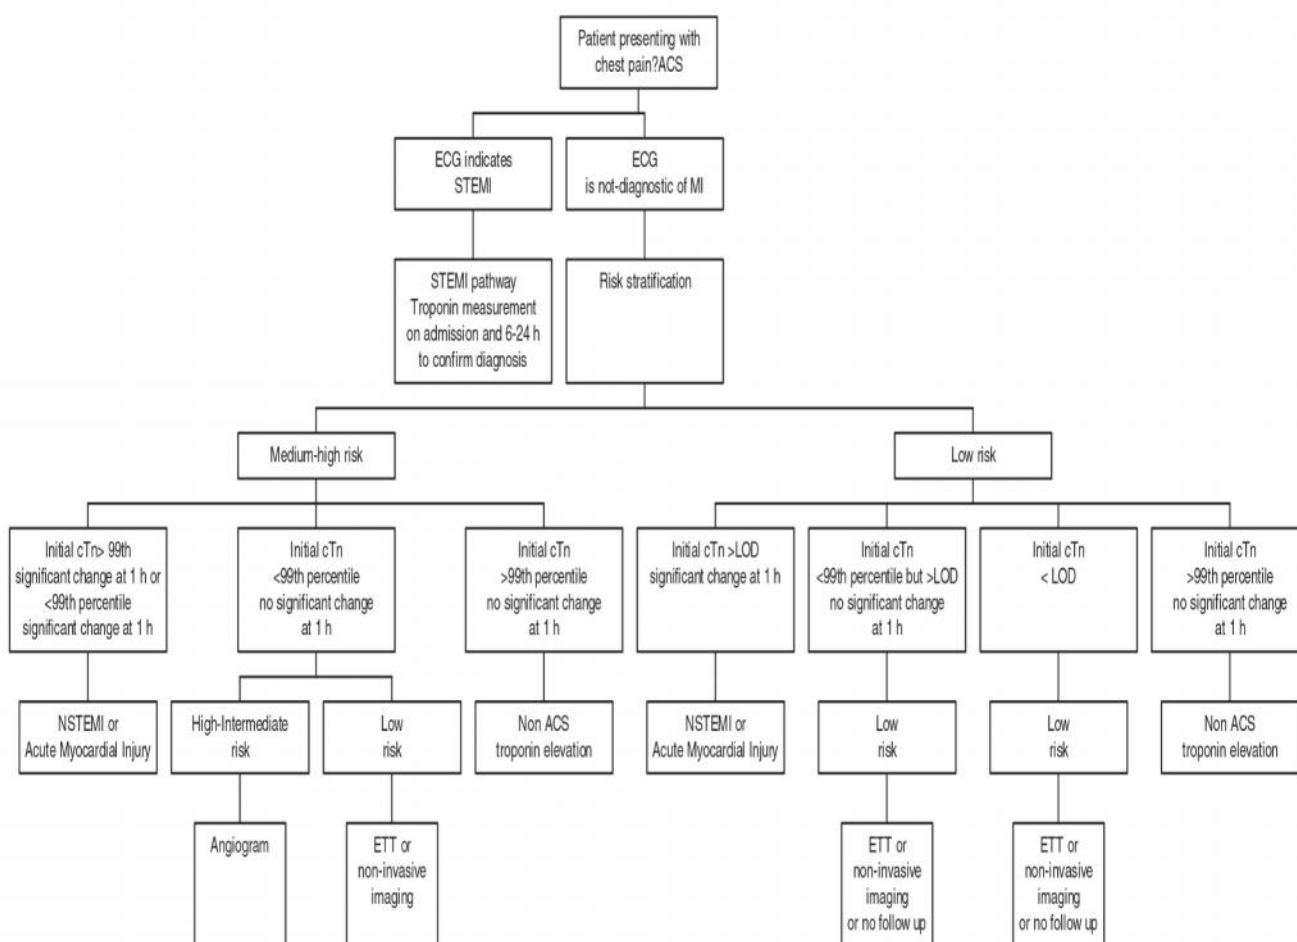 Patient presenting with
chest pain?ACS
ECG indicates
STEMI
ECG
is not-diagnostic of MI
STEMI pathway
Troponin measurement
on admission and 6-24 h
to confirm diagnosis
Risk stratification
Medium-high risk
Low risk
Initial cTn> 99th
significant change at 1 h or
<99th percentile
significant change at 1 h
Initial cTn
<99th percentile
no significant change
at 1 h
Initial cTn
>99th percentile
no significant change
at 1 h
Initial cTn >LOD
significant change at 1 h
Initial cTn
<99th percentile but >LOD
no significant change
at 1 h
Initial cTn
< LOD
Initial cTn
>99th percentile
no significant change
at 1 h
NSTEMI or
Acute Myocardial Injury
High-Intermediate
risk
Low
risk
Non ACS
troponin elevation
NSTEMI or
Acute Myocardial Injury
Low
risk
Low
risk
Non ACS
troponin elevation
Angiogram
ETT or
non-invasive
imaging
ETT or
non-invasive
imaging
or no follow up
ETT or
non-invasive
imaging
or no follow up